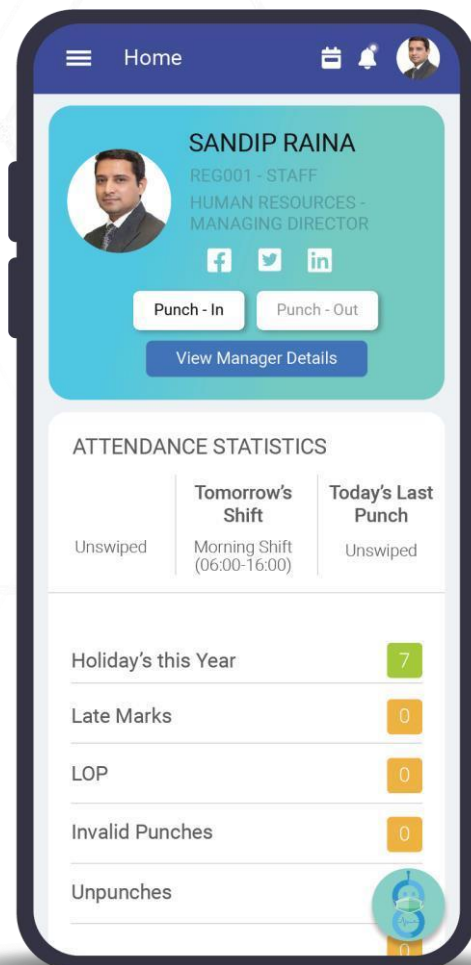 Home
SANDIP RAINA
REG001 - STAFF
HUMAN RESOURCES -
MANAGING DIRECTOR
Punch - In
Punch - Out
View Manager Details
ATTENDANCE STATISTICS
Unswiped
Tomorrow's
Shift
Morning Shift
(06:00-16:00)
Today's Last
Punch
Unswiped
Holiday's this Year
7
Late Marks
0
LOP
0
Invalid Punches
0
Unpunches
0